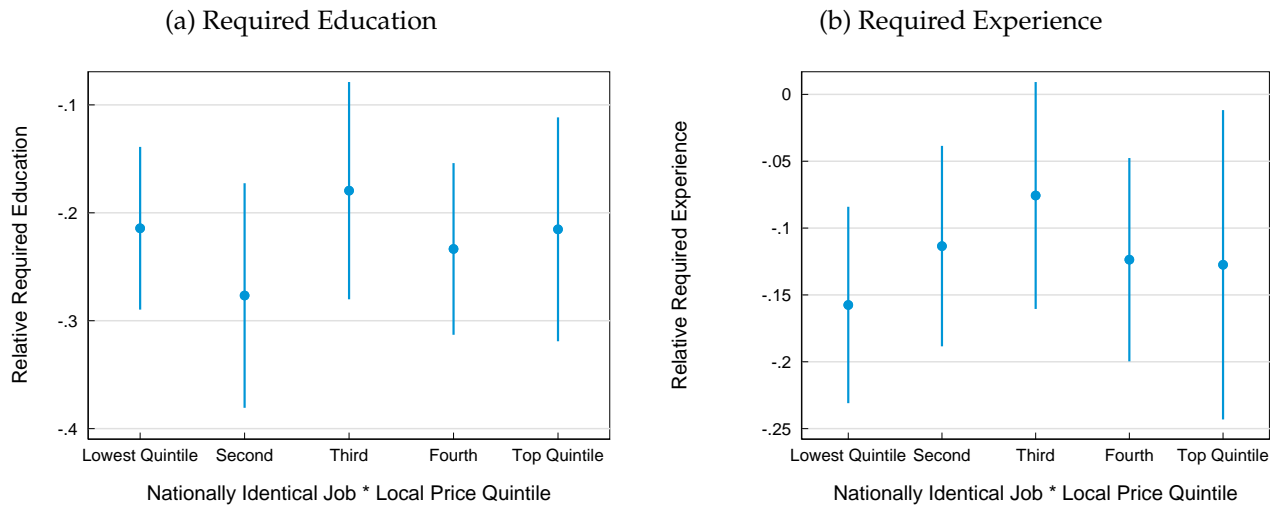 (a) Required Education
Relative Required Education
-.1
-.2
-.3
-.4
Lowest Quintile Second Third Fourth Top Quintile
Nationally Identical Job * Local Price Quintile
(b) Required Experience
Relative Required Experience
0
-.05
-.1
-.15
-.2
-.25
Lowest Quintile Second Third Fourth Top Quintile
Nationally Identical Job * Local Price Quintile